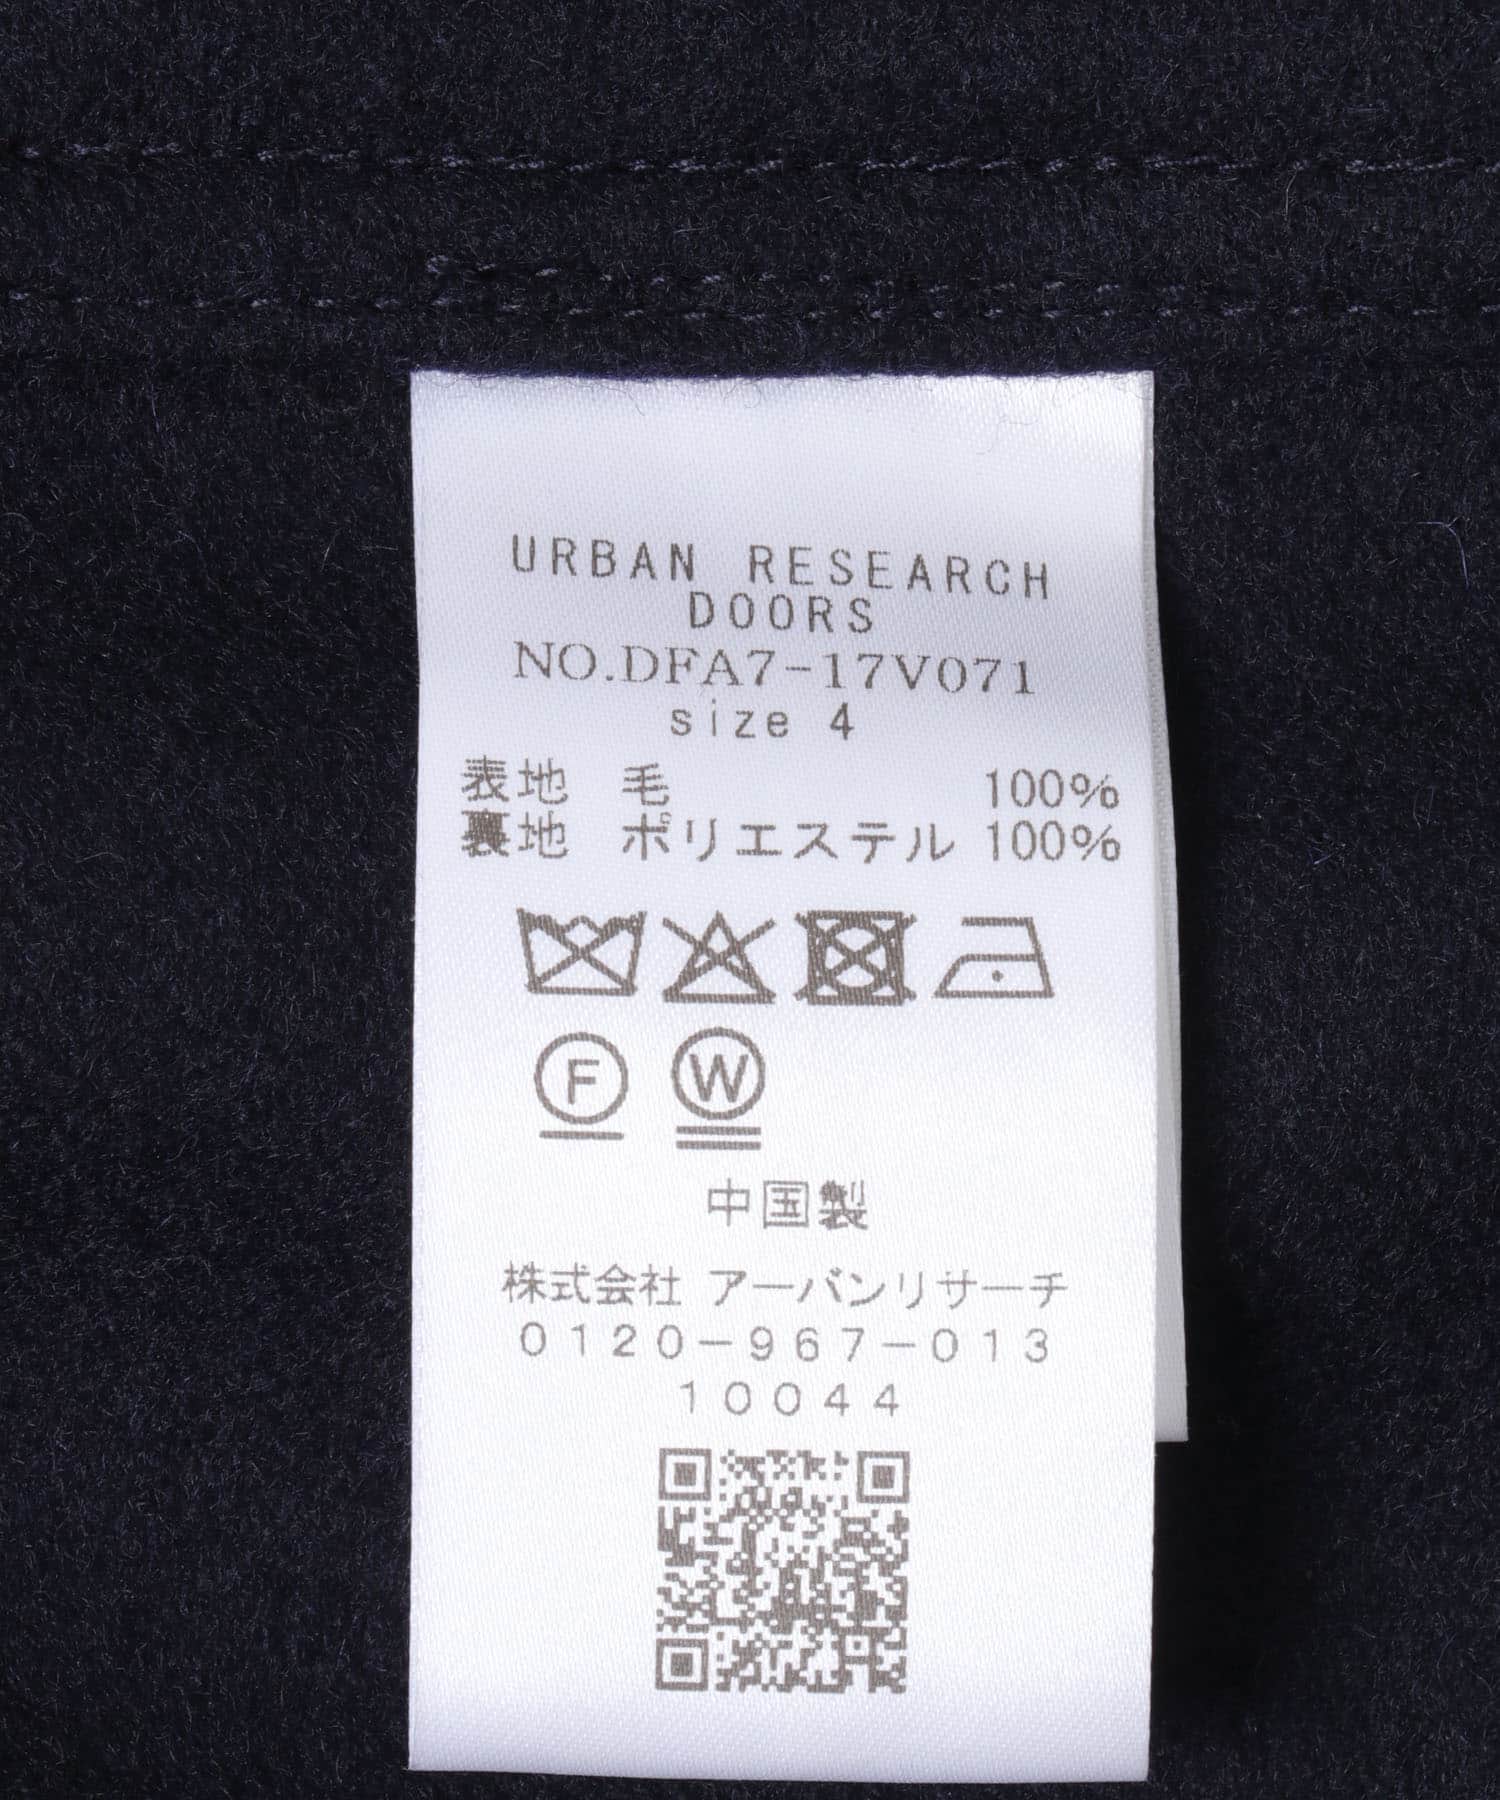 URBAN RESEARCH
DOORS
NO.DFA7-17V071
size 4
表地 毛 100%
裏地 ポリエステル 100%
F W
中国製
株式会社 アーバンリサーチ
0120-967-013
10044